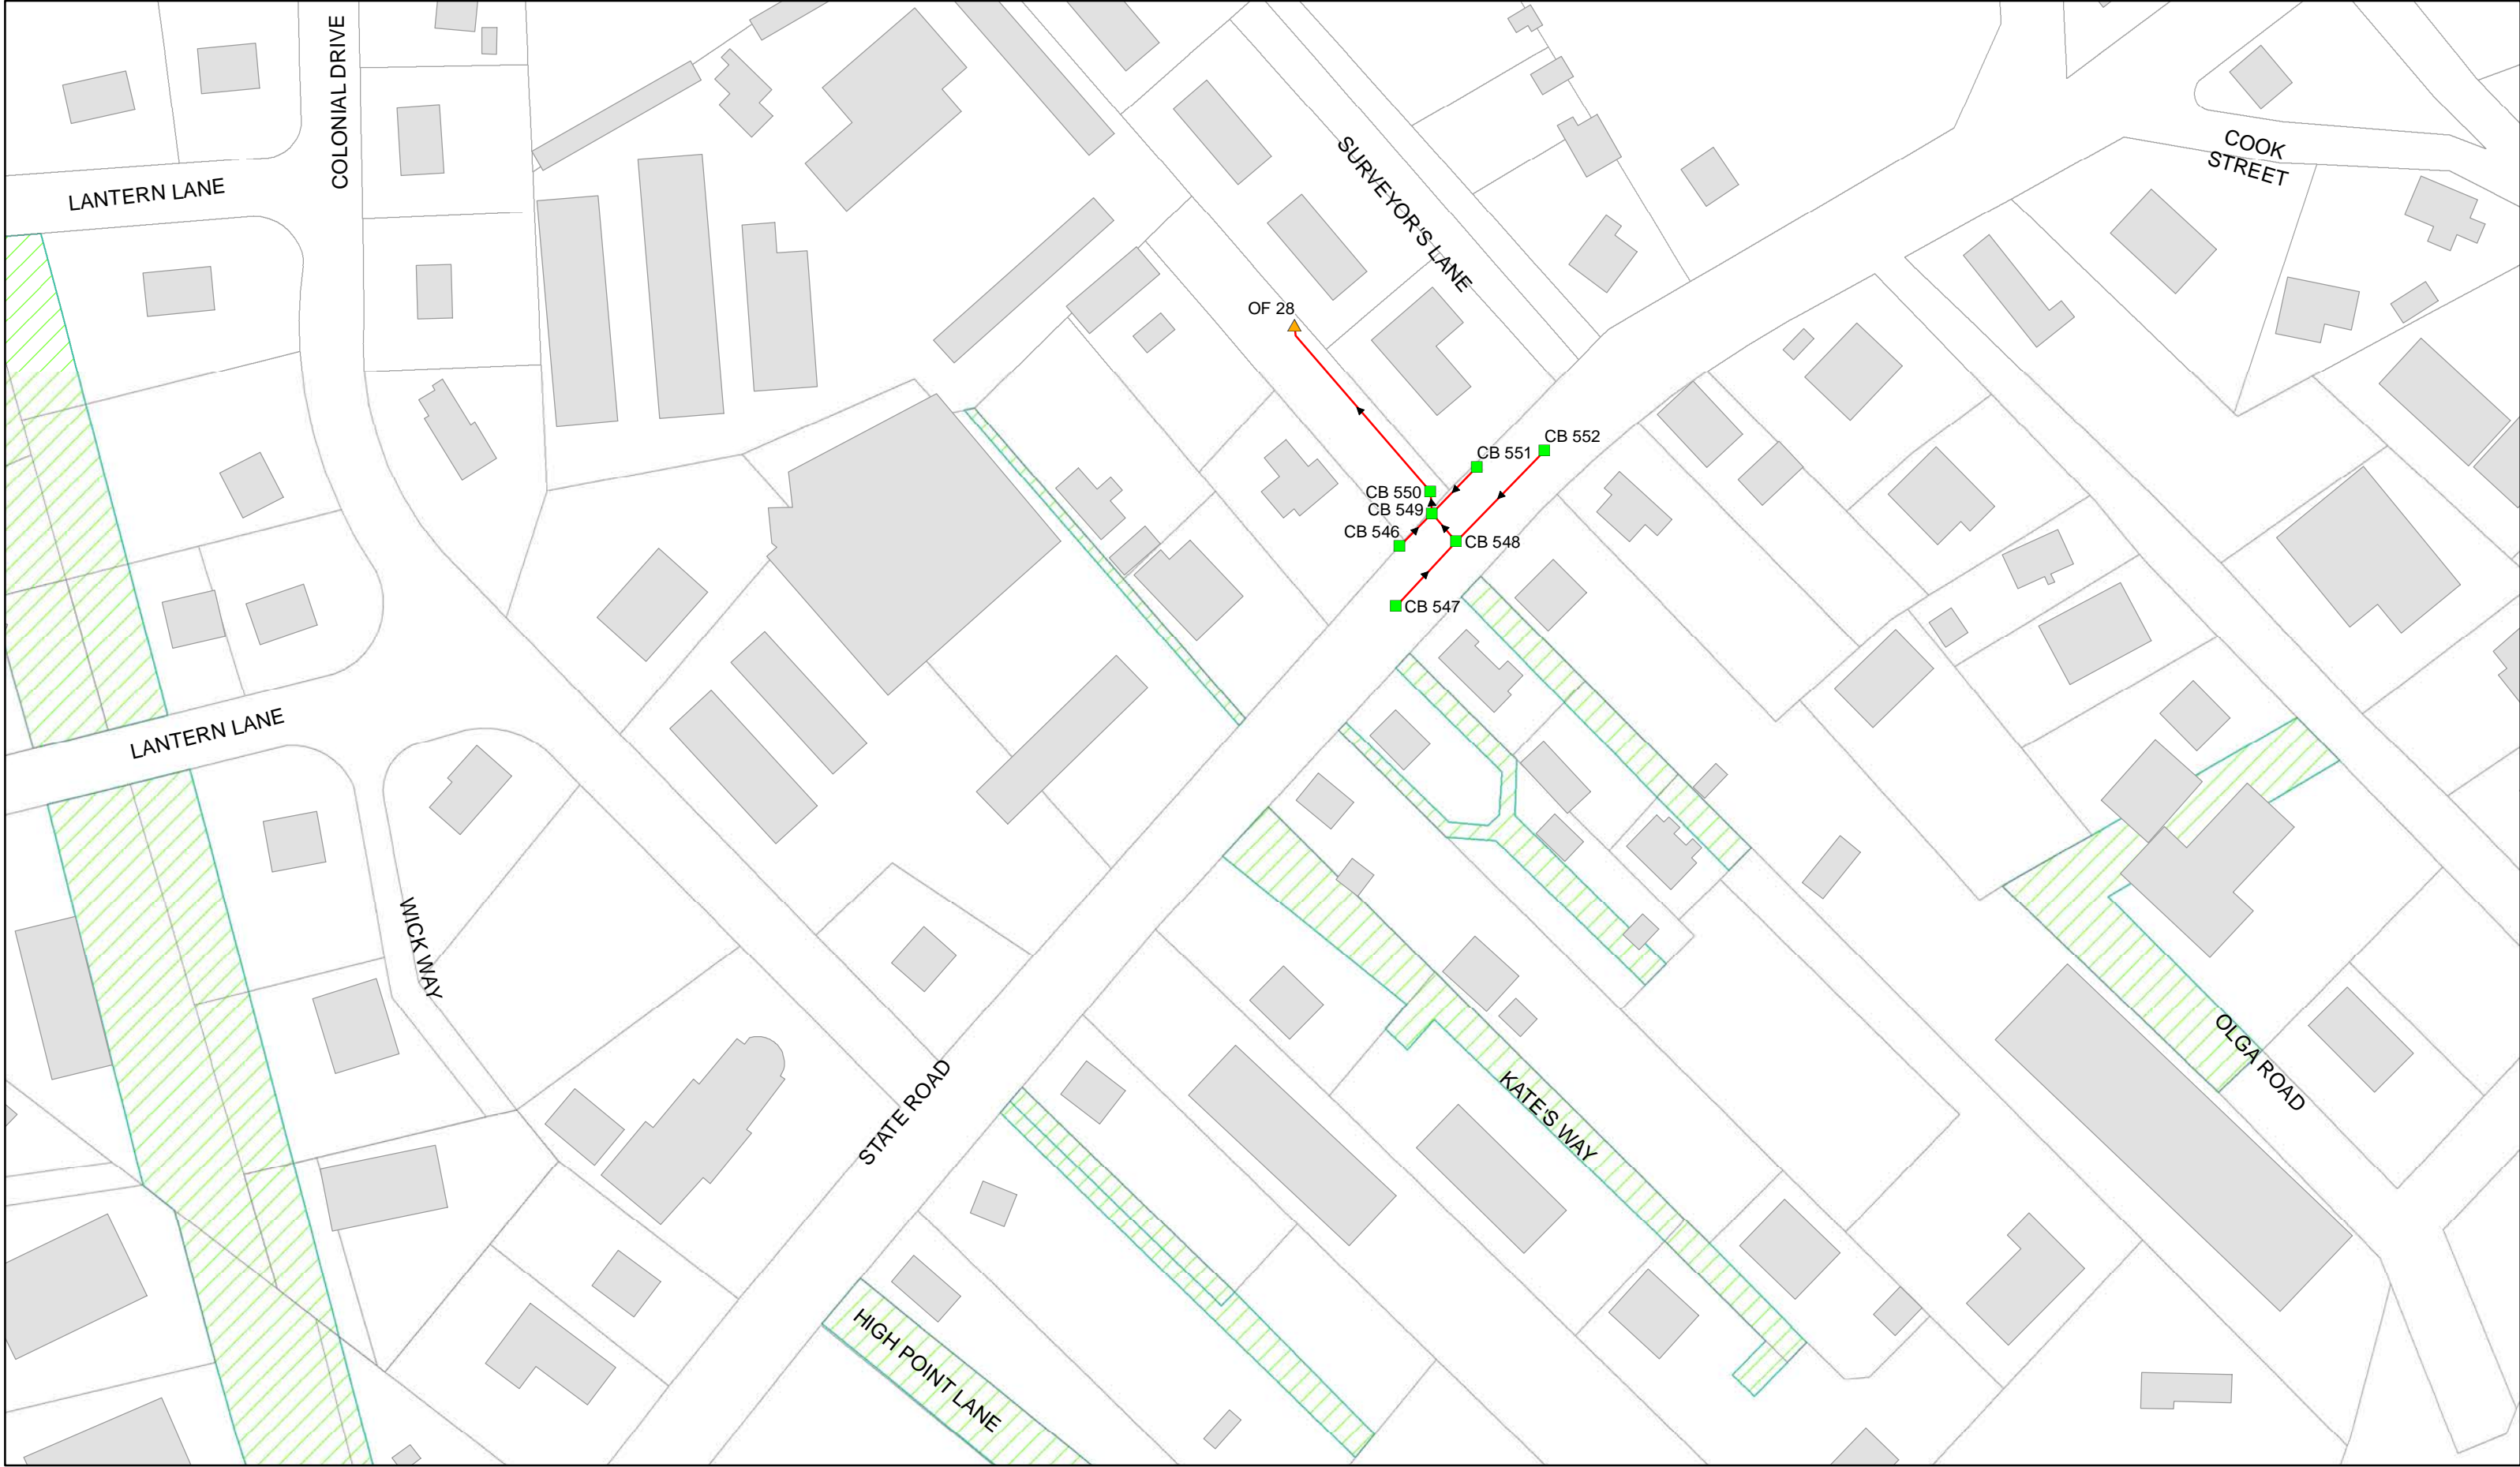 COLONIAL DRIVE
LANTERN LANE
SURVEYOR'S LANE
COOK
STREET
OF 28
CB 552
CB 551
CB 550
CB 549
CB 546
CB 548
CB 547
LANTERN LANE
WICK WAY
STATE ROAD
KATE'S WAY
OLGA ROAD
HIGH POINT LANE